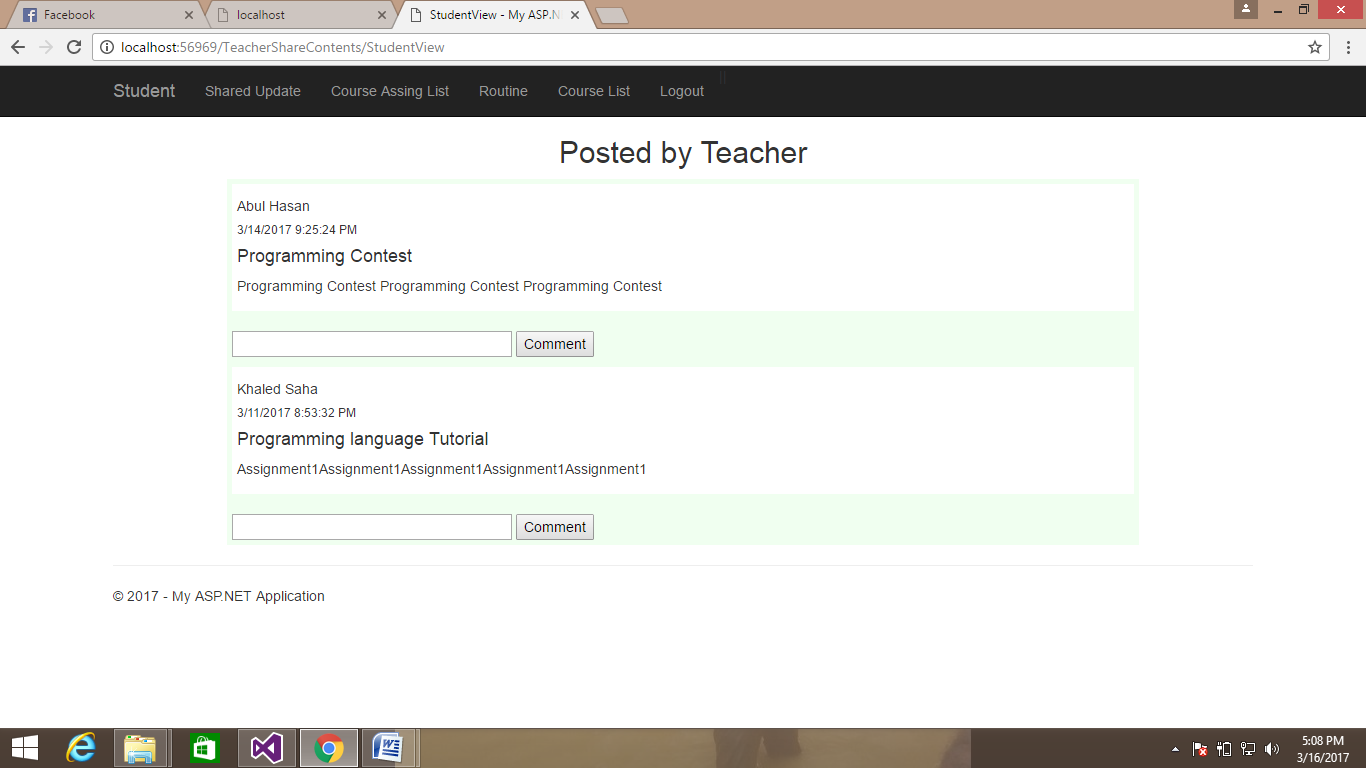 Facebook
localhost
StudentView - My ASP.N
localhost:56969/TeacherShareContents/StudentView
Student Shared Update Course Assing List Routine Course List Logout
Posted by Teacher
Abul Hasan
3/14/2017 9:25:24 PM
Programming Contest
Programming Contest Programming Contest Programming Contest
Comment
Khaled Saha
3/11/2017 8:53:32 PM
Programming language Tutorial
Assignment1Assignment1Assignment1Assignment1Assignment1
Comment
© 2017 - My ASP.NET Application
5:08 PM
3/16/2017